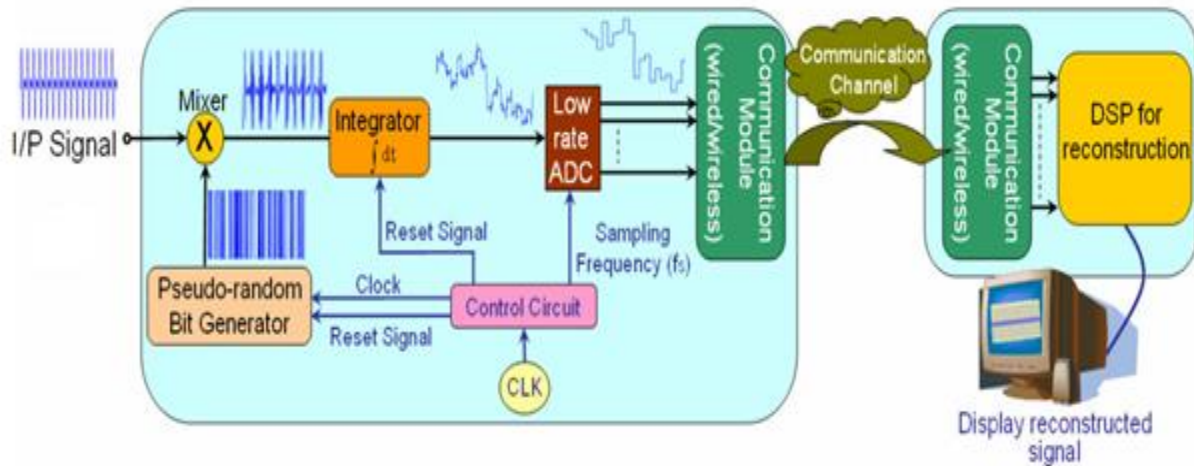 I/P Signal
Mixer
X
Integrator
∫ dt
Low
rate
ADC
Communication
Module
(wired/wireless)
Communication
Channel
Communication
Module
(wired/wireless)
DSP for
reconstruction
Pseudo-random
Bit Generator
Reset Signal
Clock
Reset Signal
Control Circuit
Sampling
Frequency (fs)
CLK
Display reconstructed
signal